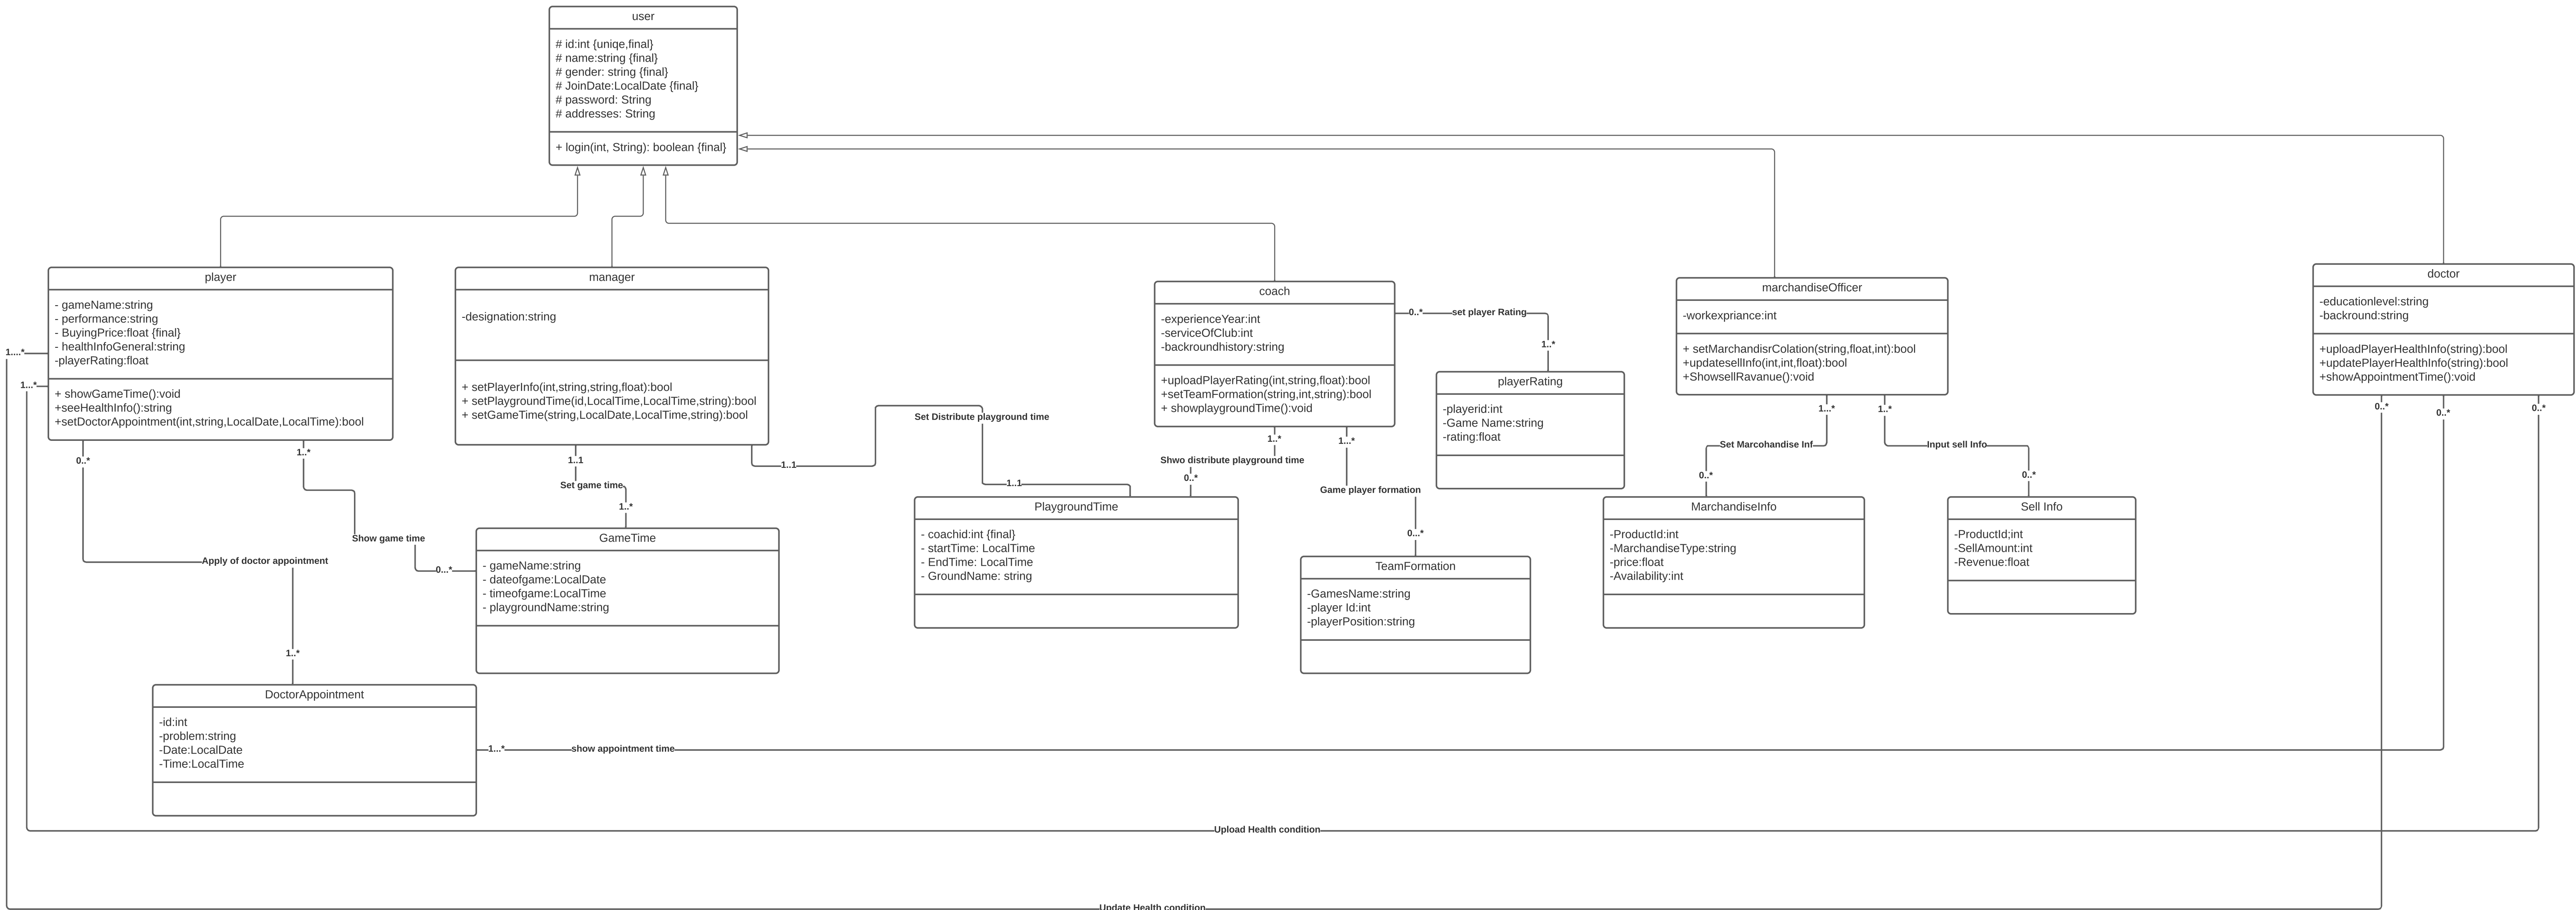 user
# id:int {uniqe,final}
# name:string {final}
# gender: string {final}
# JoinDate:LocalDate {final}
# password: String
# addresses: String
+ login(int, String): boolean {final}
player
- gameName:string
- performance:string
- BuyingPrice:float {final}
- healthInfoGeneral:string
-playerRating:float
+ showGameTime():void
+seeHealthInfo():string
+setDoctorAppointment(int,string,LocalDate,LocalTime):bool
manager
-designation:string
+ setPlayerInfo(int,string,string,float):bool
+ setPlaygroundTime(id,LocalTime,LocalTime,string):bool
+ setGameTime(string,LocalDate,LocalTime,string):bool
coach
-experienceYear:int
-serviceOfClub:int
-backroundhistory:string
+uploadPlayerRating(int,string,float):bool
+setTeamFormation(string,int,string):bool
+ showplaygroundTime():void
marchandiseOfficer
-workexpriance:int
+ setMarchandisrColation(string,float,int):bool
+updatesellInfo(int,int,float):bool
+ShowsellRavanue():void
doctor
-educationlevel:string
-backround:string
+uploadPlayerHealthInfo(string):bool
+updatePlayerHealthInfo(string):bool
+showAppointmentTime():void
1....*
1...*
0..*
set player Rating
1..*
playerRating
-playerid:int
-Game Name:string
-rating:float
0..*
1..*
1..1
Set game time
1..*
1..1
Set Distribute playground time
1..1
1..*
Shwo distribute playground time
0..*
1...*
Game player formation
0...*
1...*
Set Marcohandise Inf
0..*
1..*
Input sell Info
0..*
0..*
0..*
0..*
Show game time
0...*
Apply of doctor appointment
1..*
GameTime
- gameName:string
- dateofgame:LocalDate
- timeofgame:LocalTime
- playgroundName:string
PlaygroundTime
- coachid:int {final}
- startTime: LocalTime
- EndTime: LocalTime
- GroundName: string
TeamFormation
-GamesName:string
-player Id:int
-playerPosition:string
MarchandiseInfo
-ProductId:int
-MarchandiseType:string
-price:float
-Availability:int
Sell Info
-ProductId;int
-SellAmount:int
-Revenue:float
DoctorAppointment
-id:int
-problem:string
-Date:LocalDate
-Time:LocalTime
1...*
show appointment time
Upload Health condition
Update Health condition